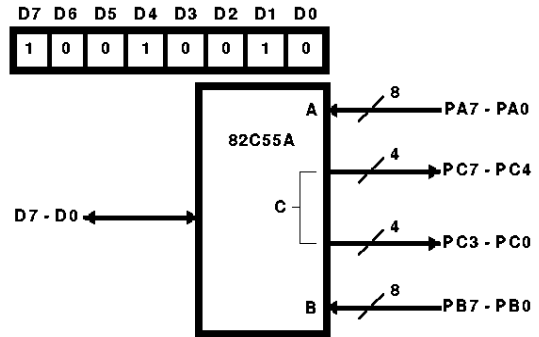 D7 D6 D5 D4 D3 D2 D1 D0
1 0 0 1 0 0 1 0
8
A PA7 - PA0
82C55A
4
PC7 - PC4
C
D7 - D0
4
PC3 - PC0
8
B PB7 - PB0